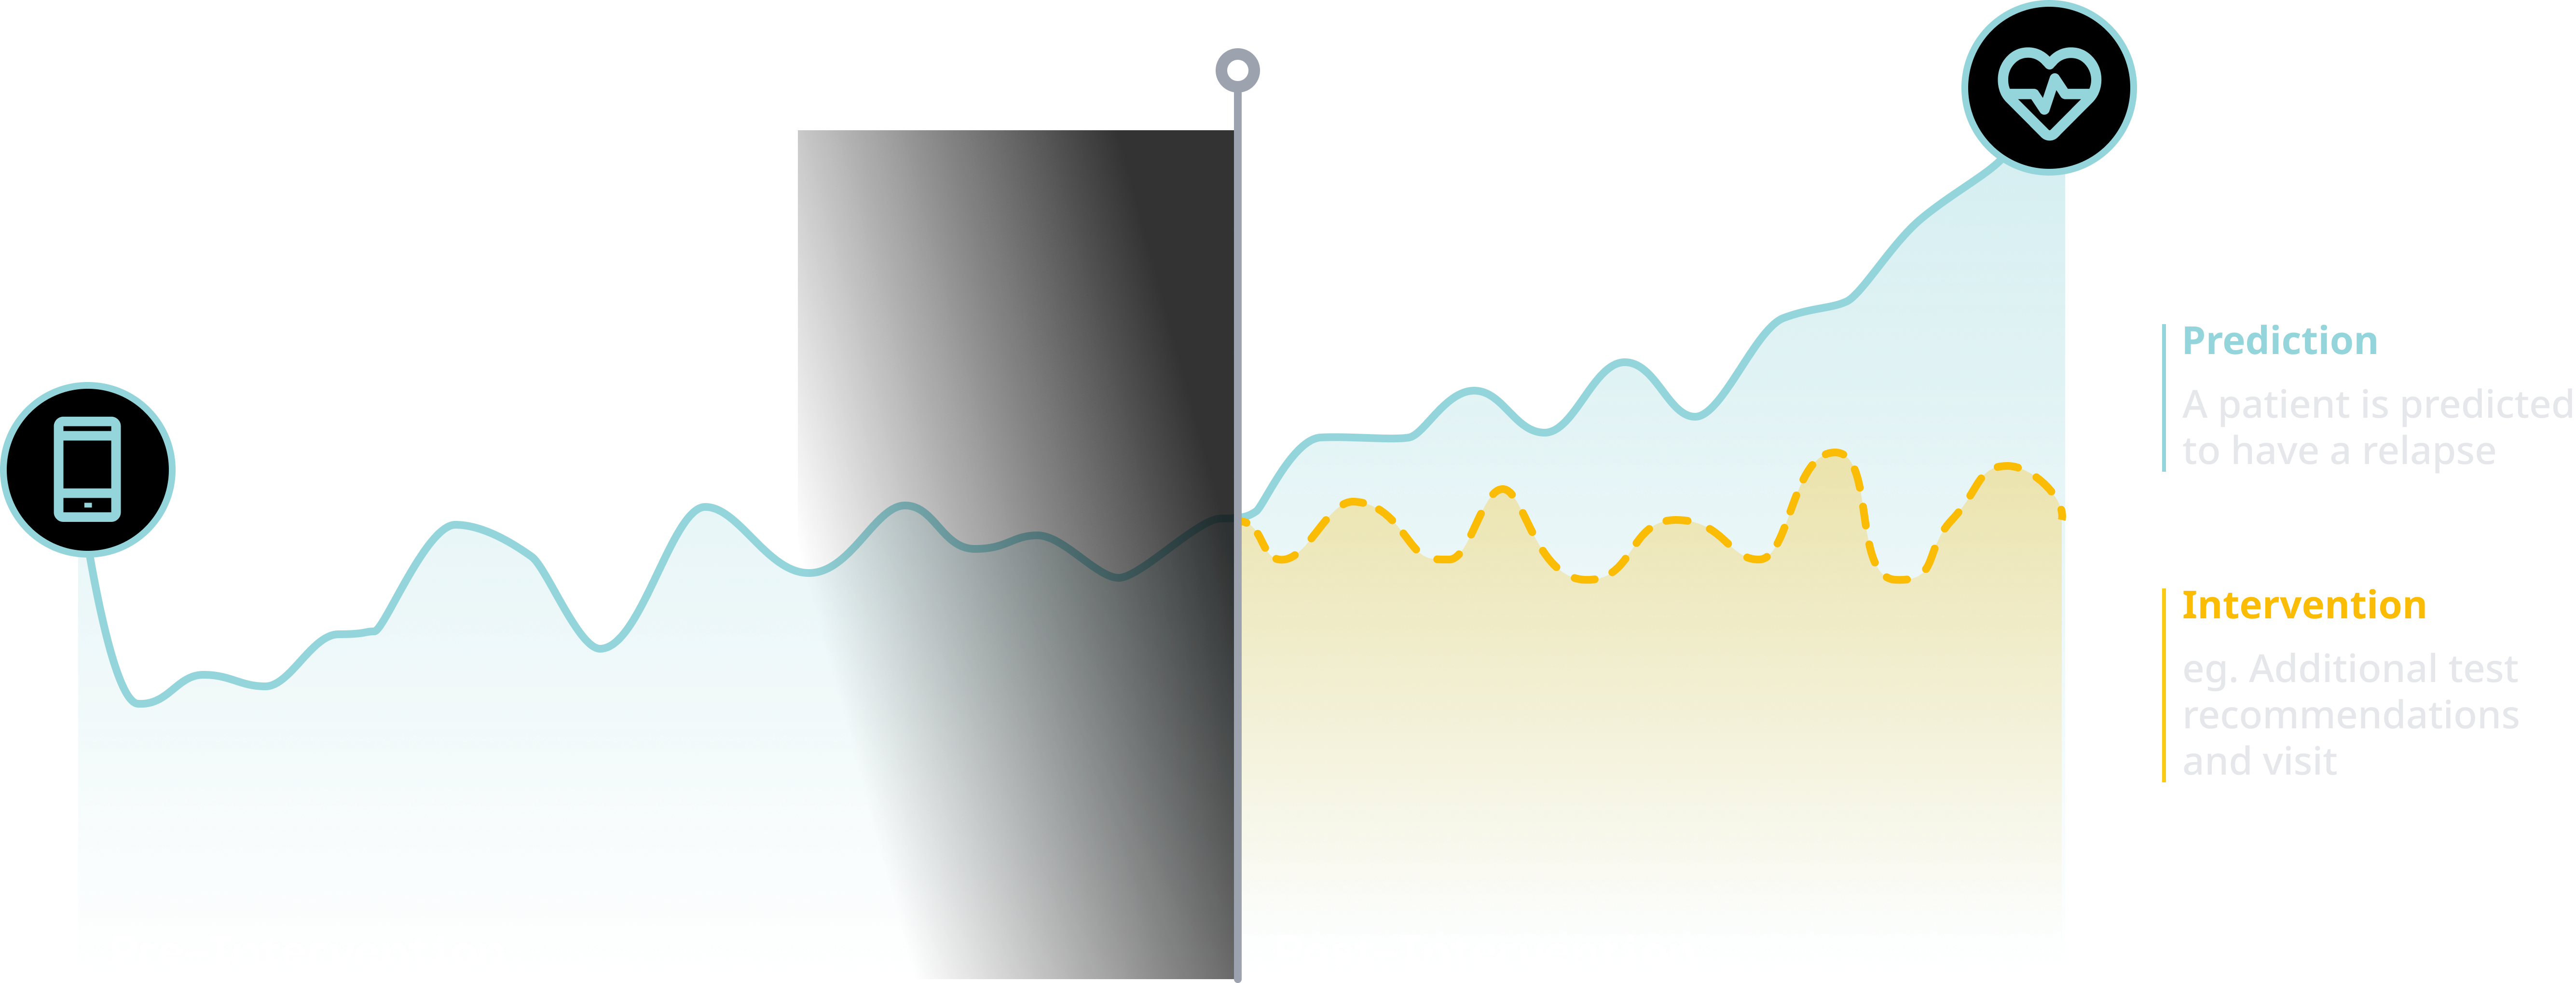 Prediction
A patient is predicted
to have a relapse
Intervention
eg. Additional test
recommendations
and visit